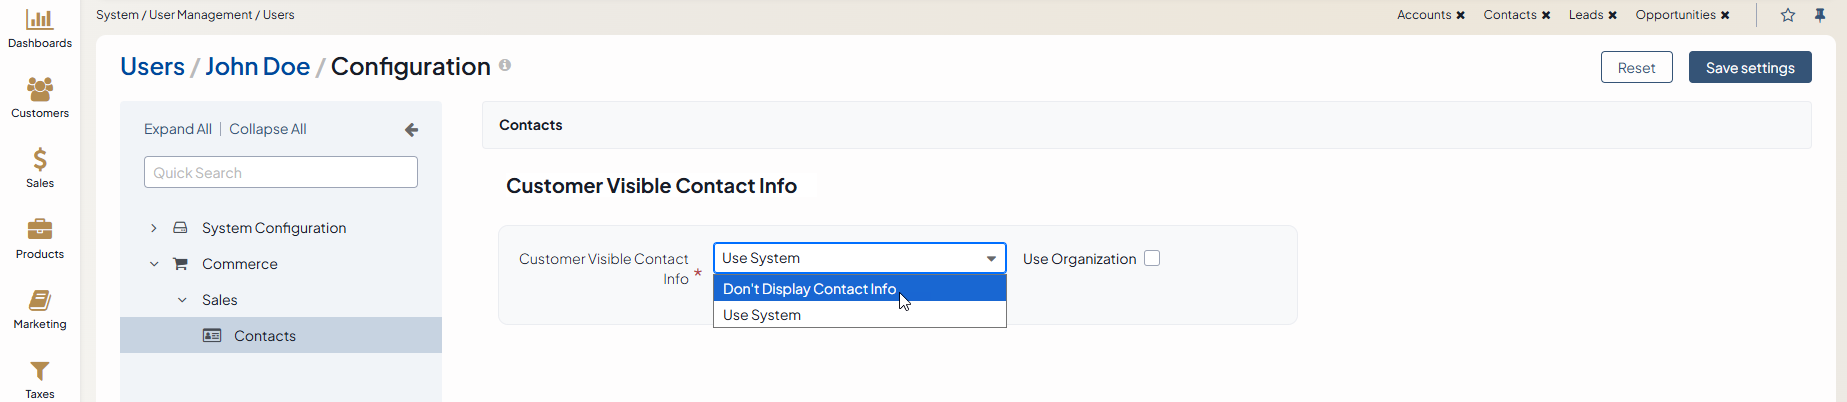 System / User Management / Users
Accounts ✖ Contacts ✖ Leads ✖ Opportunities ✖
Dashboards
Customers
Sales
Products
Marketing
Taxes
Users / John Doe / Configuration
Reset
Save settings
Expand All | Collapse All
Quick Search
System Configuration
Commerce
Sales
Contacts
Contacts
Customer Visible Contact Info
Customer Visible Contact
Info *
Use System
Use Organization
Don't Display Contact Info
Use System